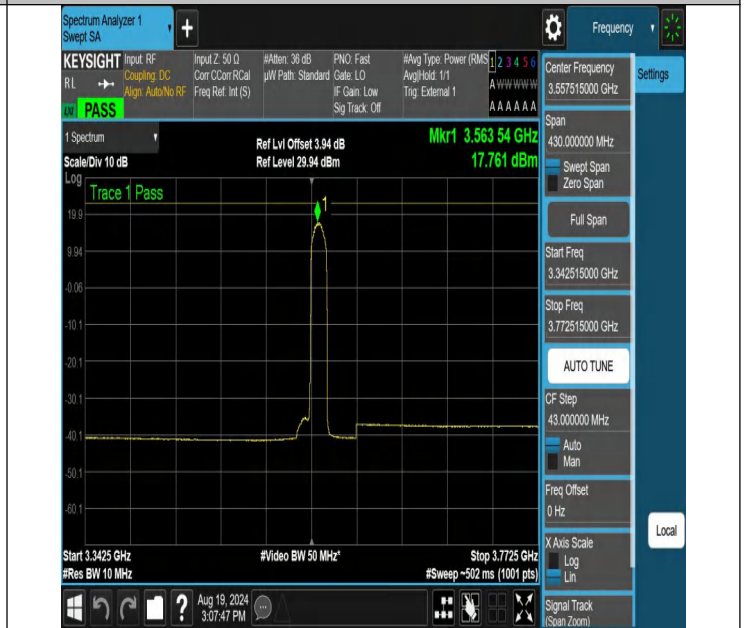 Spectrum Analyzer 1
Swept SA
+
Frequency
KEYSIGHT
RL
PASS
Input: RF
Coupling: DC
Align: Auto/No RF
Input Z: 50 Ω
Corr CCorr RCal
Freq Ref: Int (S)
#Atten: 36 dB
µW Path: Standard
PNO: Fast
Gate: LO
IF Gain: Low
Sig Track: Off
#Avg Type: Power (RMS
Avg|Hold: 1/1
Trig: External 1
1 2 3 4 5 6
A W W W W W
A A A A A A
Settings
Center Frequency
3.557515000 GHz
Span
430.000000 MHz
Swept Span
Zero Span
Full Span
Start Freq
3.342515000 GHz
Stop Freq
3.772515000 GHz
AUTO TUNE
CF Step
43.000000 MHz
Auto
Man
Freq Offset
0 Hz
X Axis Scale
Log
Lin
Signal Track
(Span Zoom)
Local
1 Spectrum
Scale/Div 10 dB
Ref Lvl Offset 3.94 dB
Ref Level 29.94 dBm
Mkr1 3.563 54 GHz
17.761 dBm
Log
Trace 1 Pass
1
19.9
9.94
-0.06
-10.1
-20.1
-30.1
-40.1
-50.1
-60.1
Start 3.3425 GHz
#Res BW 10 MHz
#Video BW 50 MHz*
Stop 3.7725 GHz
#Sweep ~502 ms (1001 pts)
?
Aug 19, 2024
3:07:47 PM